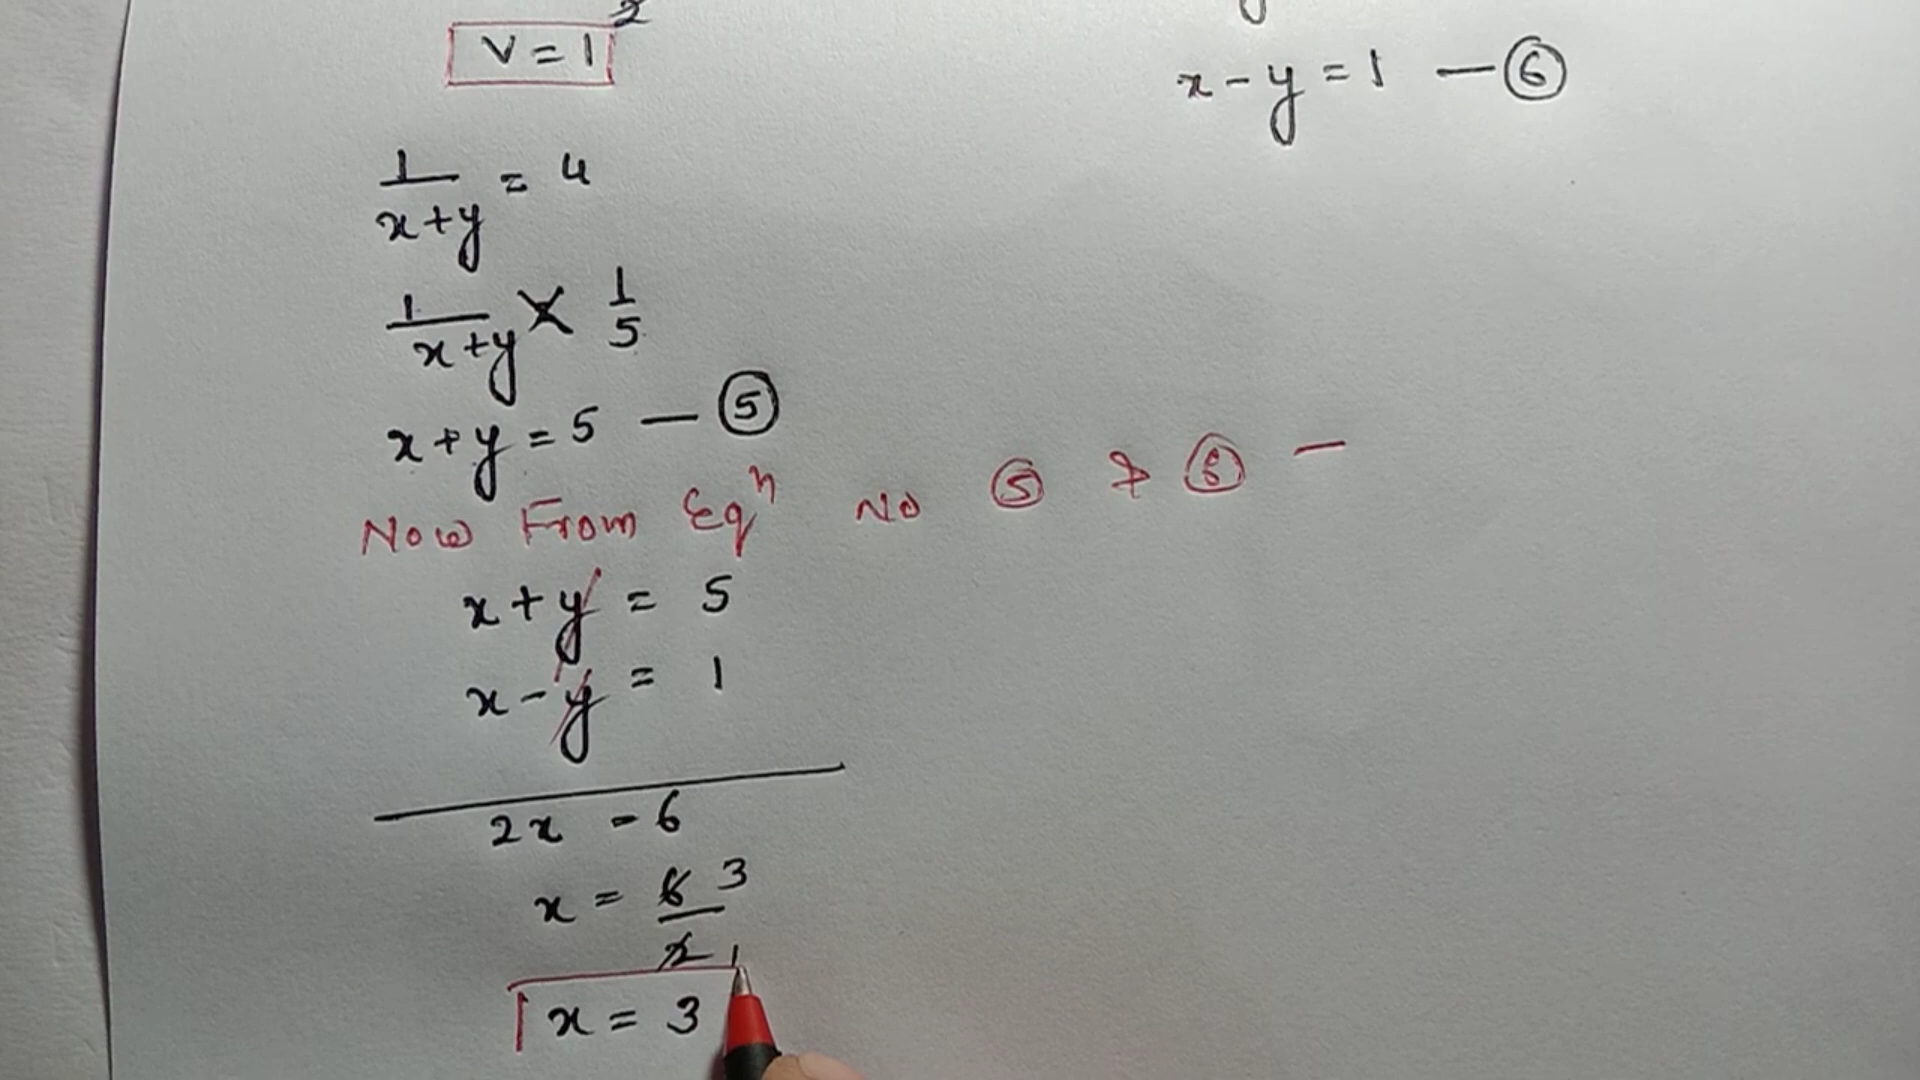 V = 1
x - y = 1 — ⑥
1/(x+y) = 4
1/(x+y) × 1/5
x + y = 5 — ⑤
Now From Eqⁿ No ⑤ & ⑥ —
x + y = 5
x - y = 1
2x = 6
x = 6/2 3 1
x = 3